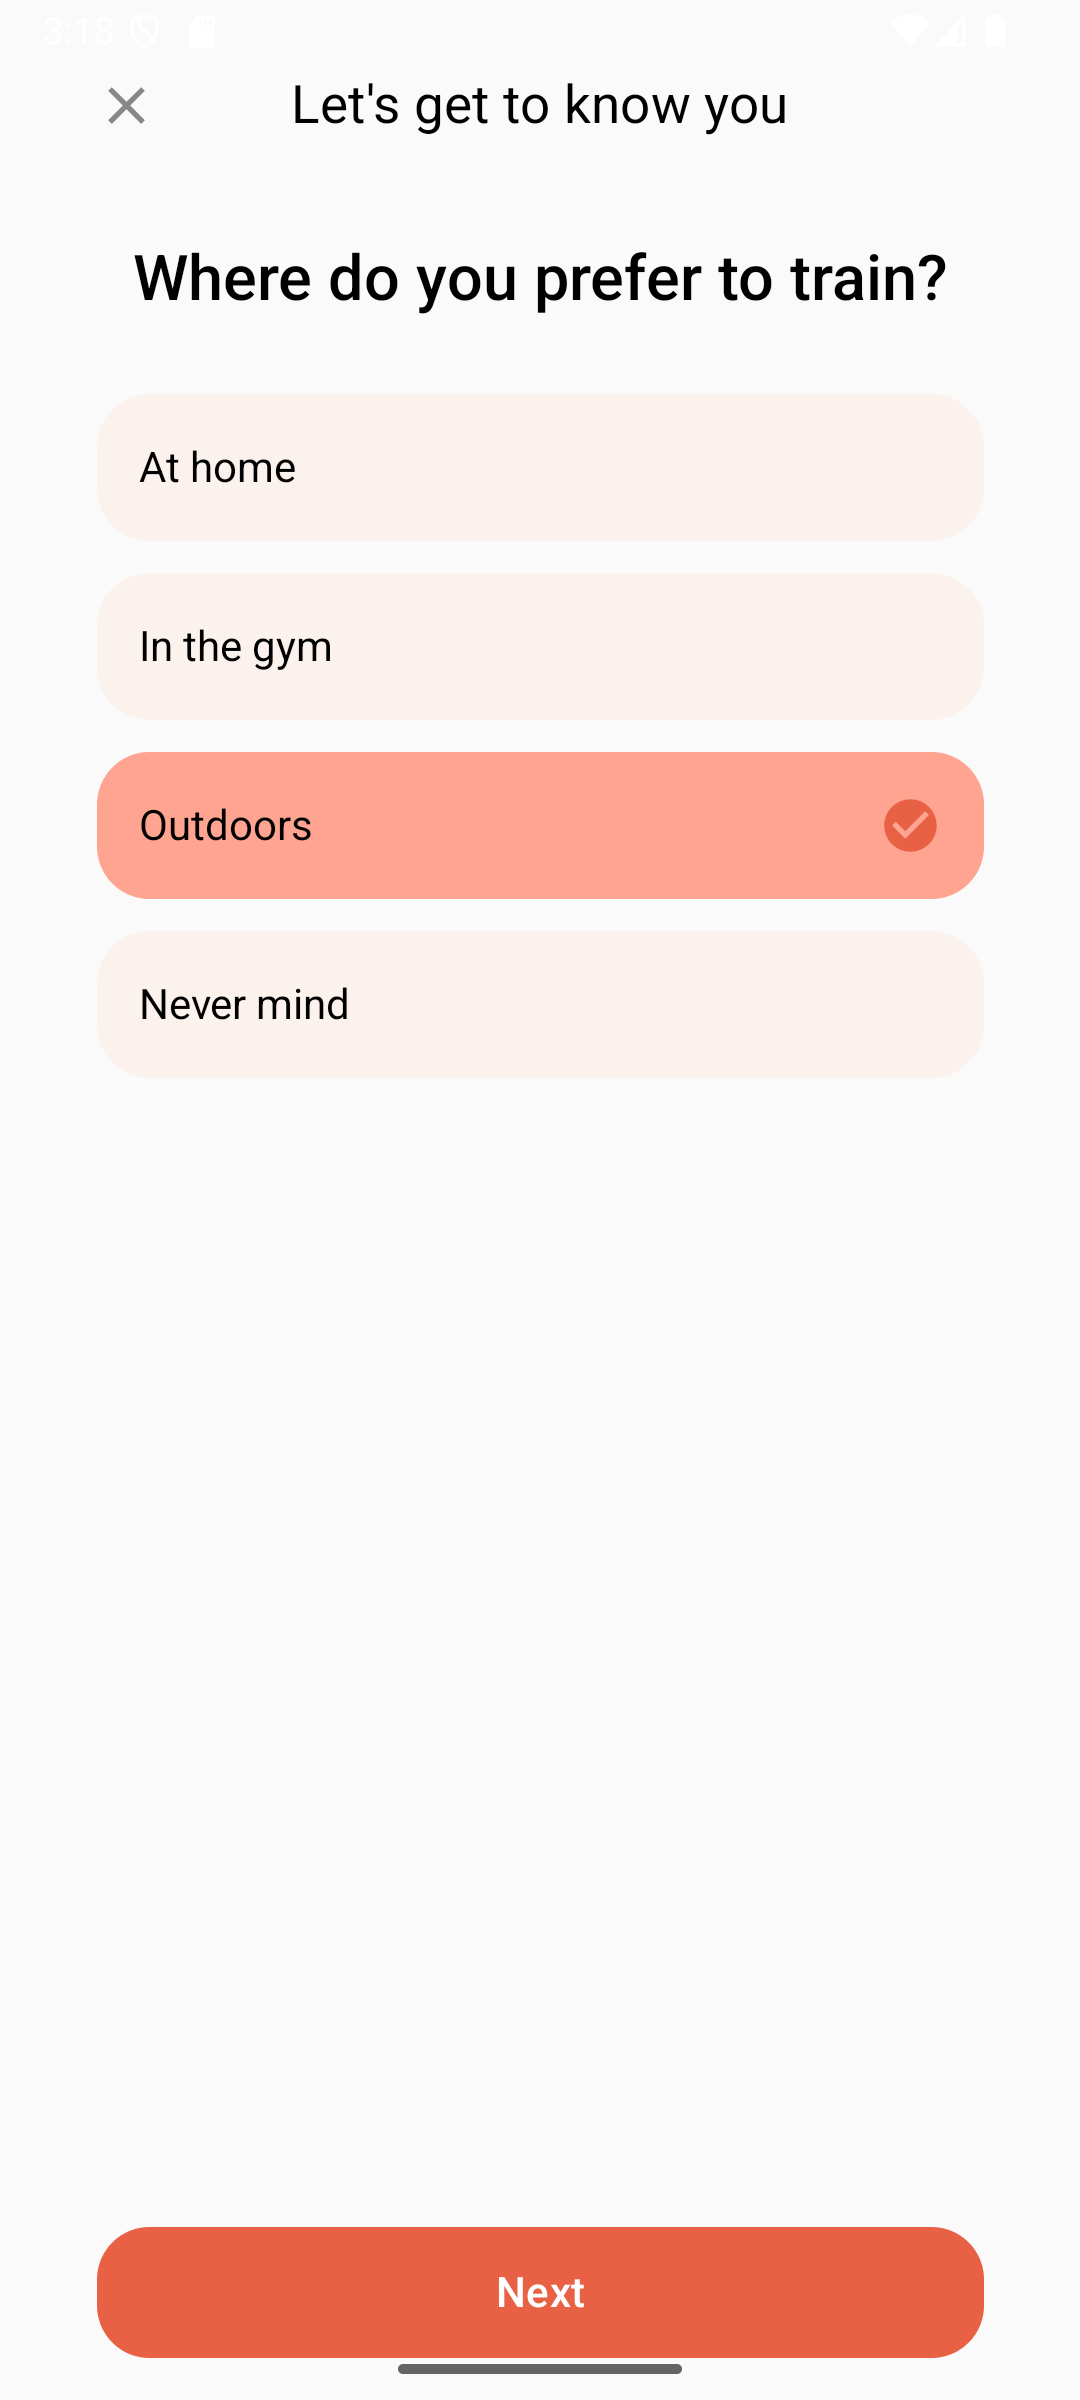 3:18
Let's get to know you
Where do you prefer to train?
At home
In the gym
Outdoors
Never mind
Next